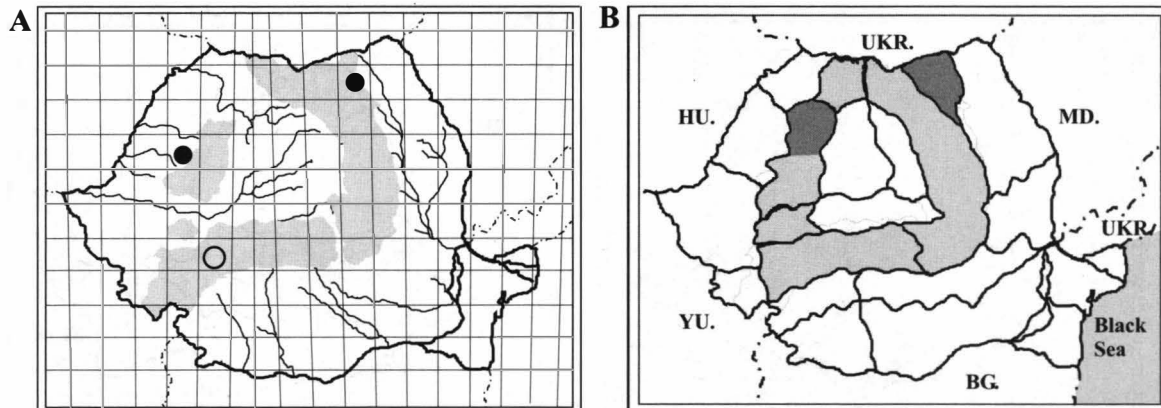 A
B
UKR.
HU.
MD.
UKR.
YU.
Black
Sea
BG.